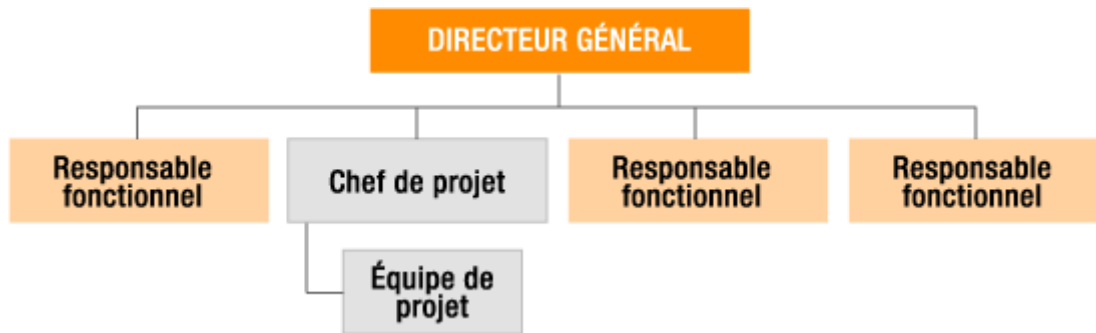 DIRECTEUR GÉNÉRAL
Responsable
fonctionnel
Chef de projet
Responsable
fonctionnel
Responsable
fonctionnel
Équipe de
projet